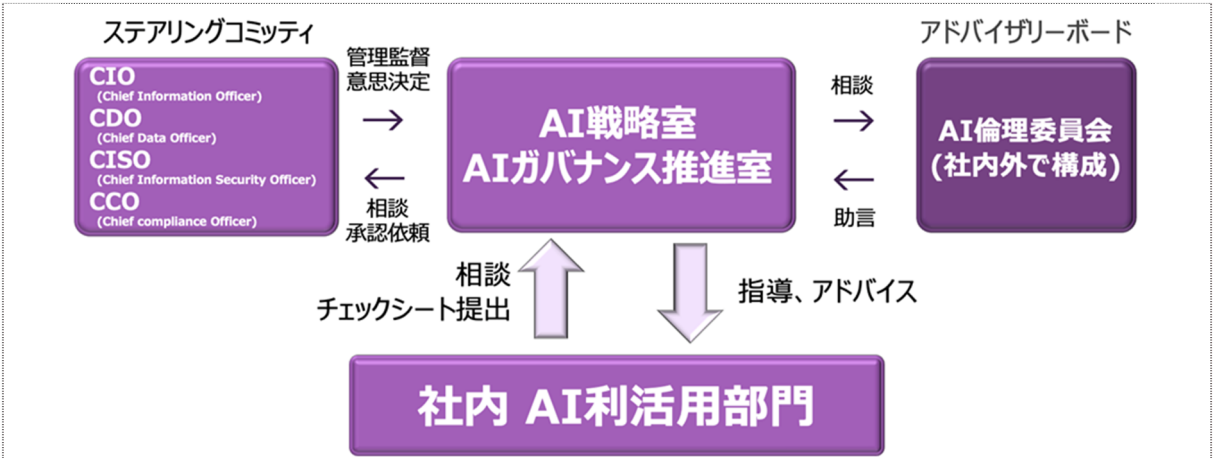 ステアリングコミッティ
CIO
(Chief Information Officer)
CDO
(Chief Data Officer)
CISO
(Chief Information Security Officer)
CCO
(Chief compliance Officer)
管理監督
意思決定
→
←
相談
承認依頼
AI戦略室
AIガバナンス推進室
相談
→
←
助言
アドバイザリーボード
AI倫理委員会
(社内外で構成)
相談
チェックシート提出
指導、アドバイス
社内 AI利活用部門